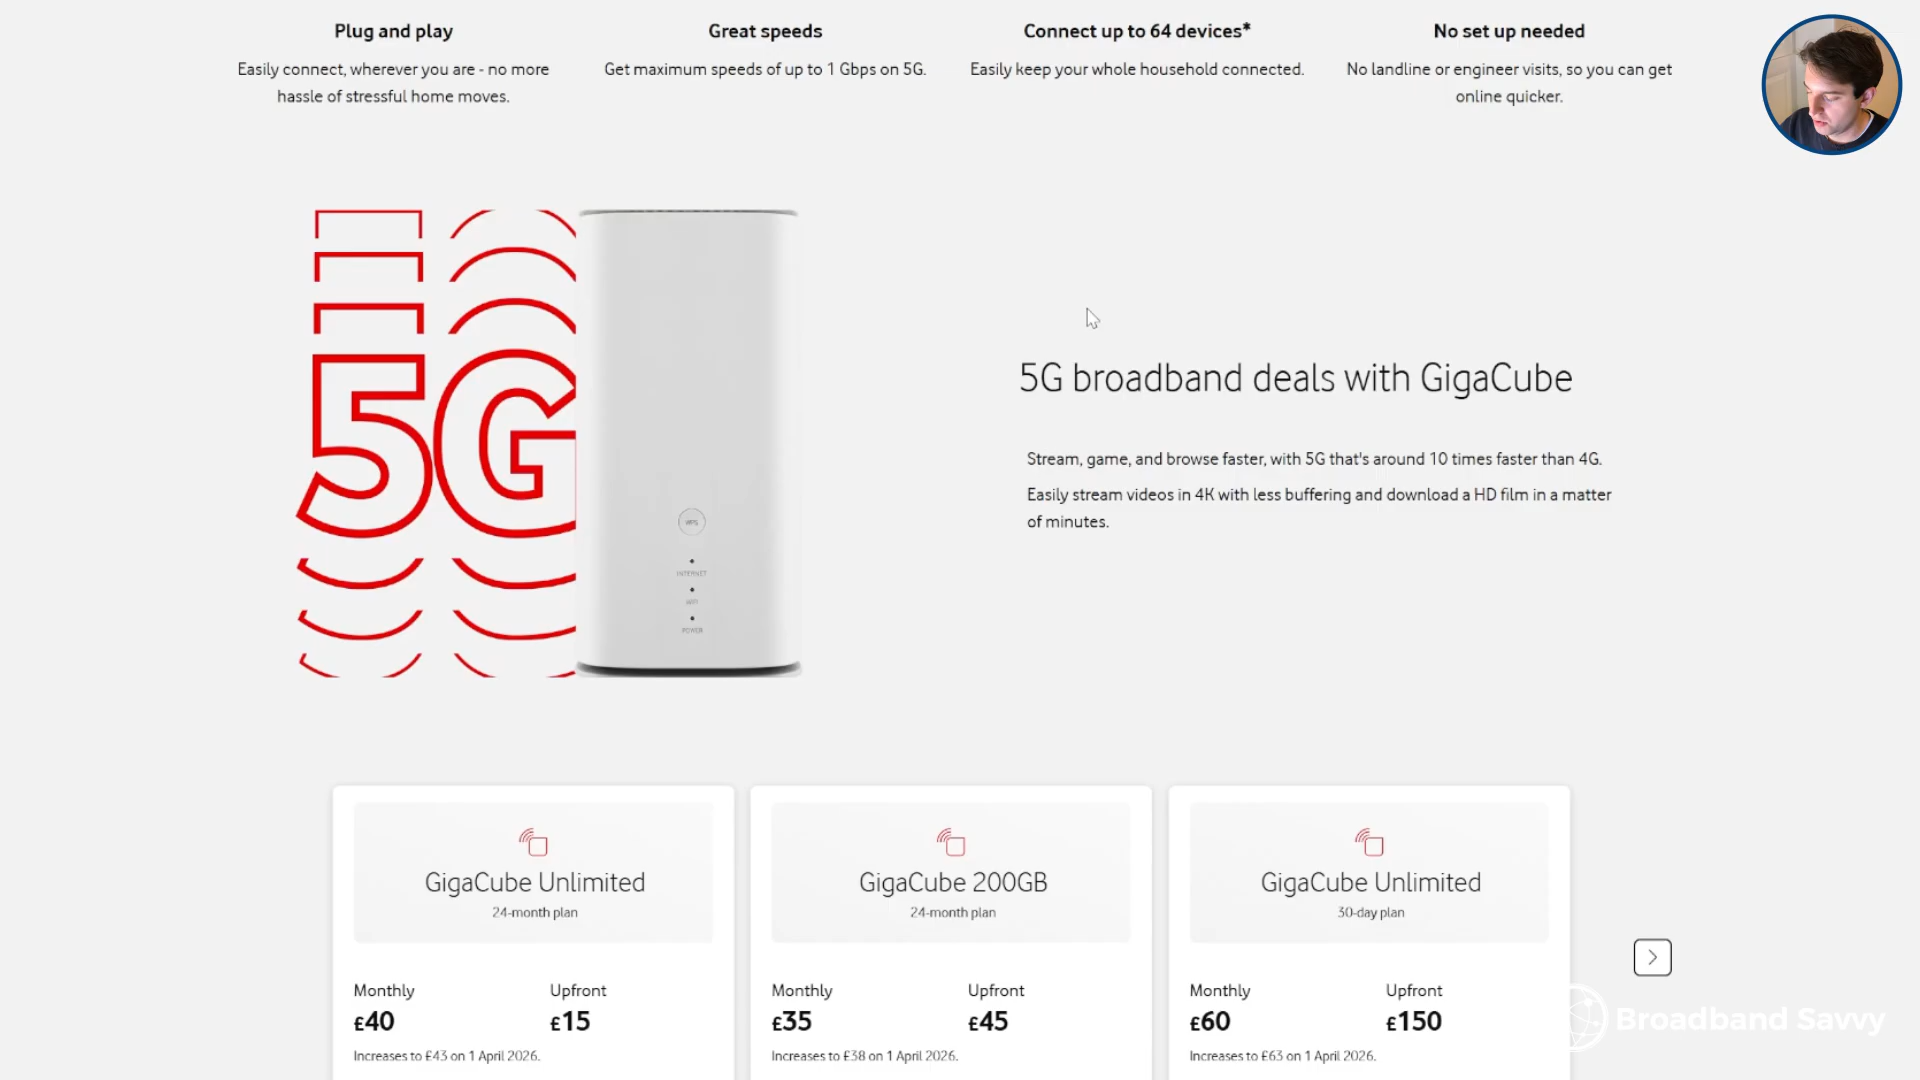 Plug and play
Great speeds
Connect up to 64 devices*
No set up needed
Easily connect, wherever you are - no more
hassle of stressful home moves.
Get maximum speeds of up to 1 Gbps on 5G.
Easily keep your whole household connected.
No landline or engineer visits, so you can get
online quicker.
5G
WPS
INTERNET
WIFI
POWER
5G broadband deals with GigaCube
Stream, game, and browse faster, with 5G that's around 10 times faster than 4G.
Easily stream videos in 4K with less buffering and download a HD film in a matter
of minutes.
GigaCube Unlimited
24-month plan
Monthly
Upfront
£40
£15
Increases to £43 on 1 April 2026.
GigaCube 200GB
24-month plan
Monthly
Upfront
£35
£45
Increases to £38 on 1 April 2026.
GigaCube Unlimited
30-day plan
Monthly
Upfront
£60
£150
Increases to £63 on 1 April 2026.
Broadband Savvy